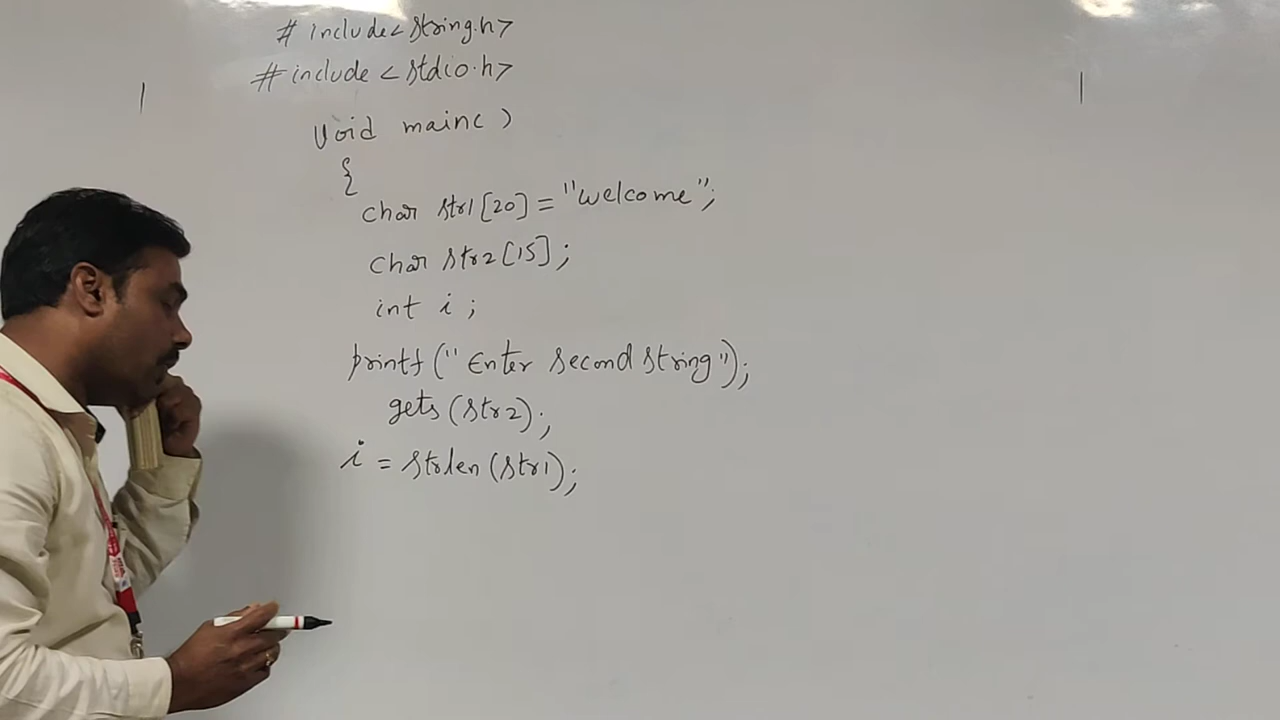 # include<string.h>
# include <stdio.h>
void main()
{
char str1[20] = "welcome";
char str2[15];
int i ;
printf("Enter second string");
gets(str2);
i = strlen(str1);